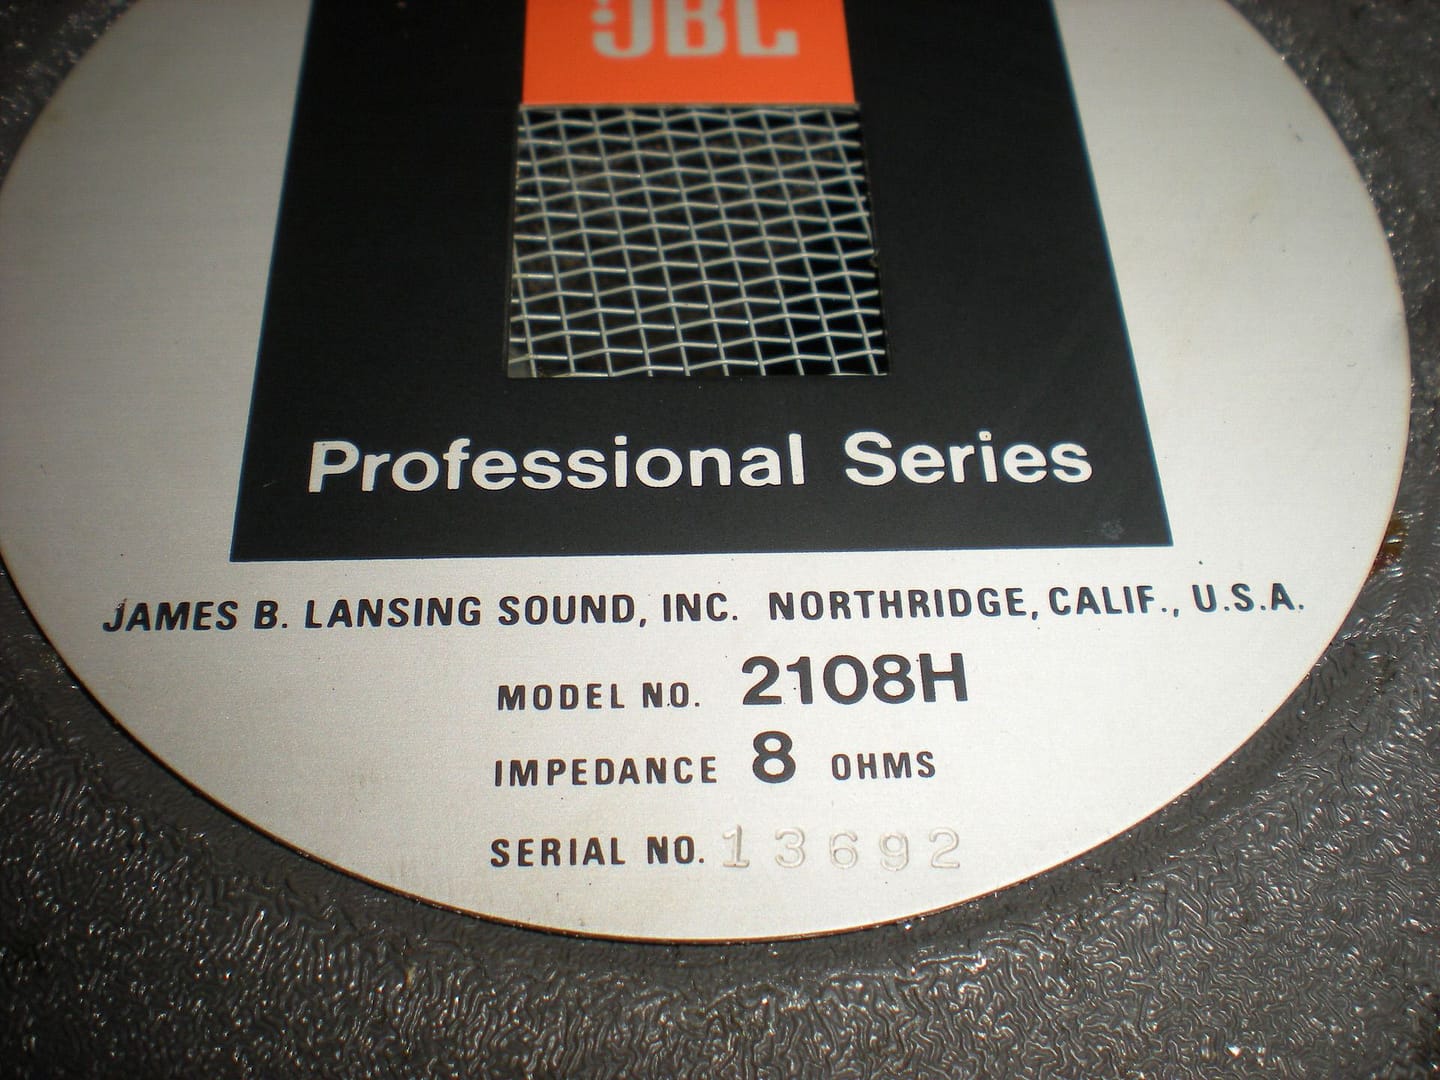 JBL
Professional Series
JAMES B. LANSING SOUND, INC. NORTHRIDGE, CALIF., U.S.A.
MODEL NO. 2108H
IMPEDANCE 8 OHMS
SERIAL NO. 13692